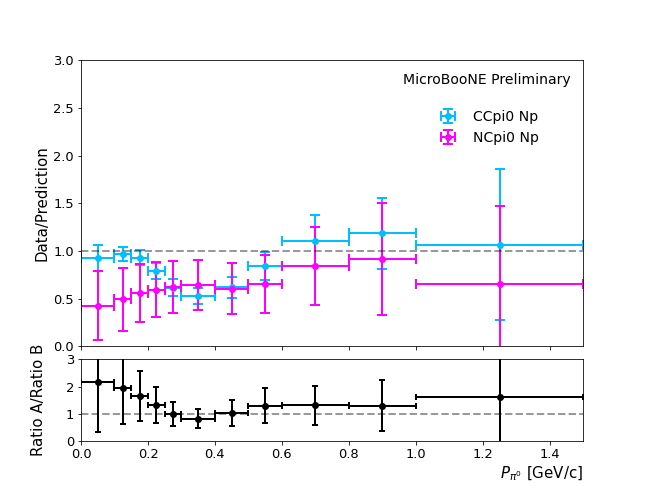 MicroBooNE Preliminary
CCpi0 Np
NCpi0 Np
Data/Prediction
3.0
2.5
2.0
1.5
1.0
0.5
0.0
Ratio A/Ratio B
3
2
1
0
0.0 0.2 0.4 0.6 0.8 1.0 1.2 1.4
P_{π⁰} [GeV/c]